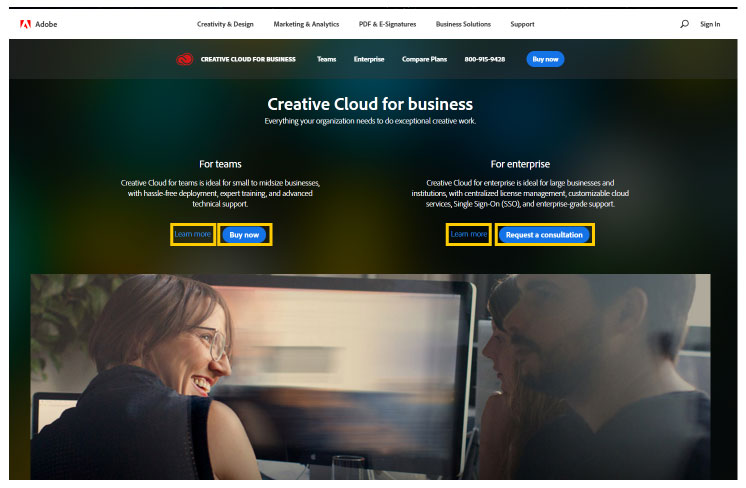 Adobe
Creativity & Design
Marketing & Analytics
PDF & E-Signatures
Business Solutions
Support
Sign In
CREATIVE CLOUD FOR BUSINESS
Teams
Enterprise
Compare Plans
800-915-9428
Buy now
Creative Cloud for business
Everything your organization needs to do exceptional creative work.
For teams
Creative Cloud for teams is ideal for small to midsize businesses,
with hassle-free deployment, expert training, and advanced
technical support.
Learn more
Buy now
For enterprise
Creative Cloud for enterprise is ideal for large businesses and
institutions, with centralized license management, customizable cloud
services, Single Sign-On (SSO), and enterprise-grade support.
Learn more
Request a consultation